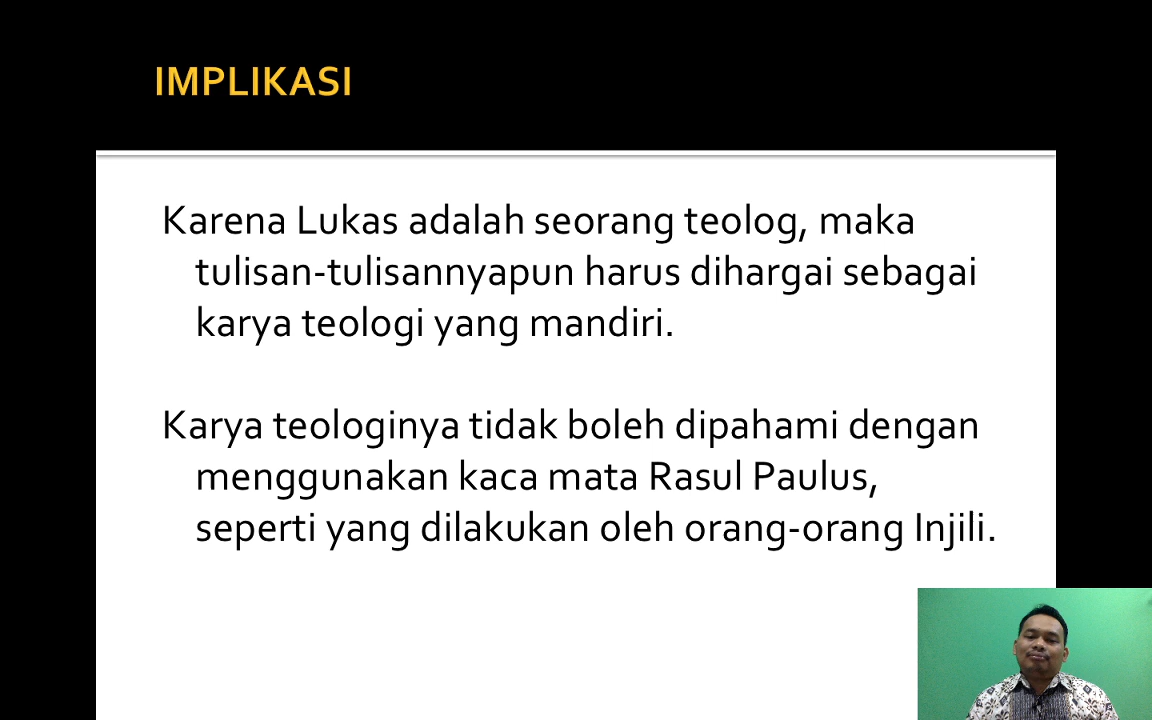 IMPLIKASI
Karena Lukas adalah seorang teolog, maka
tulisan-tulisannyapun harus dihargai sebagai
karya teologi yang mandiri.
Karya teologinya tidak boleh dipahami dengan
menggunakan kaca mata Rasul Paulus,
seperti yang dilakukan oleh orang-orang Injili.